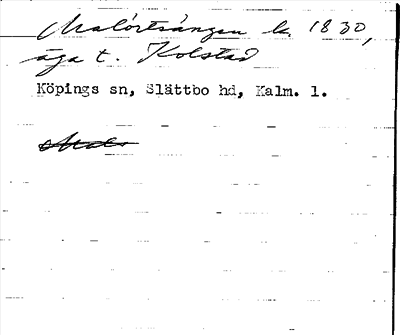 Malörtsängen k. 1830,
äga t. Kolstad
Köpings sn, Slättbo hd, Kalm. l.